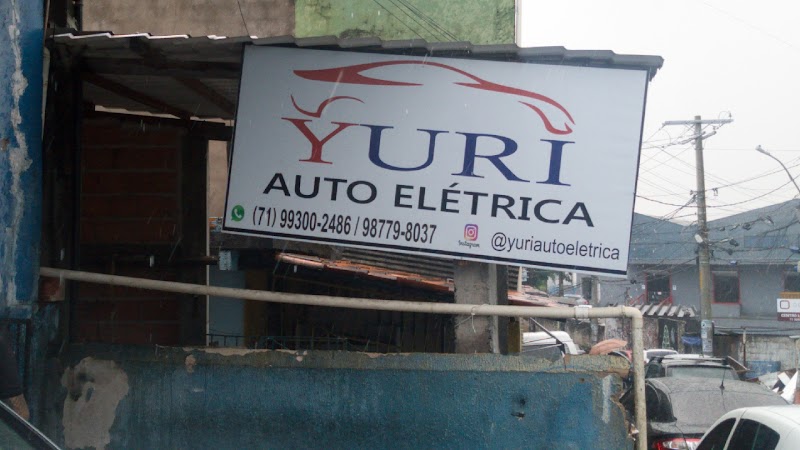 YURI
AUTO ELÉTRICA
(71) 99300-2486 / 98779-8037
Instagram
@yuriautoeletrica